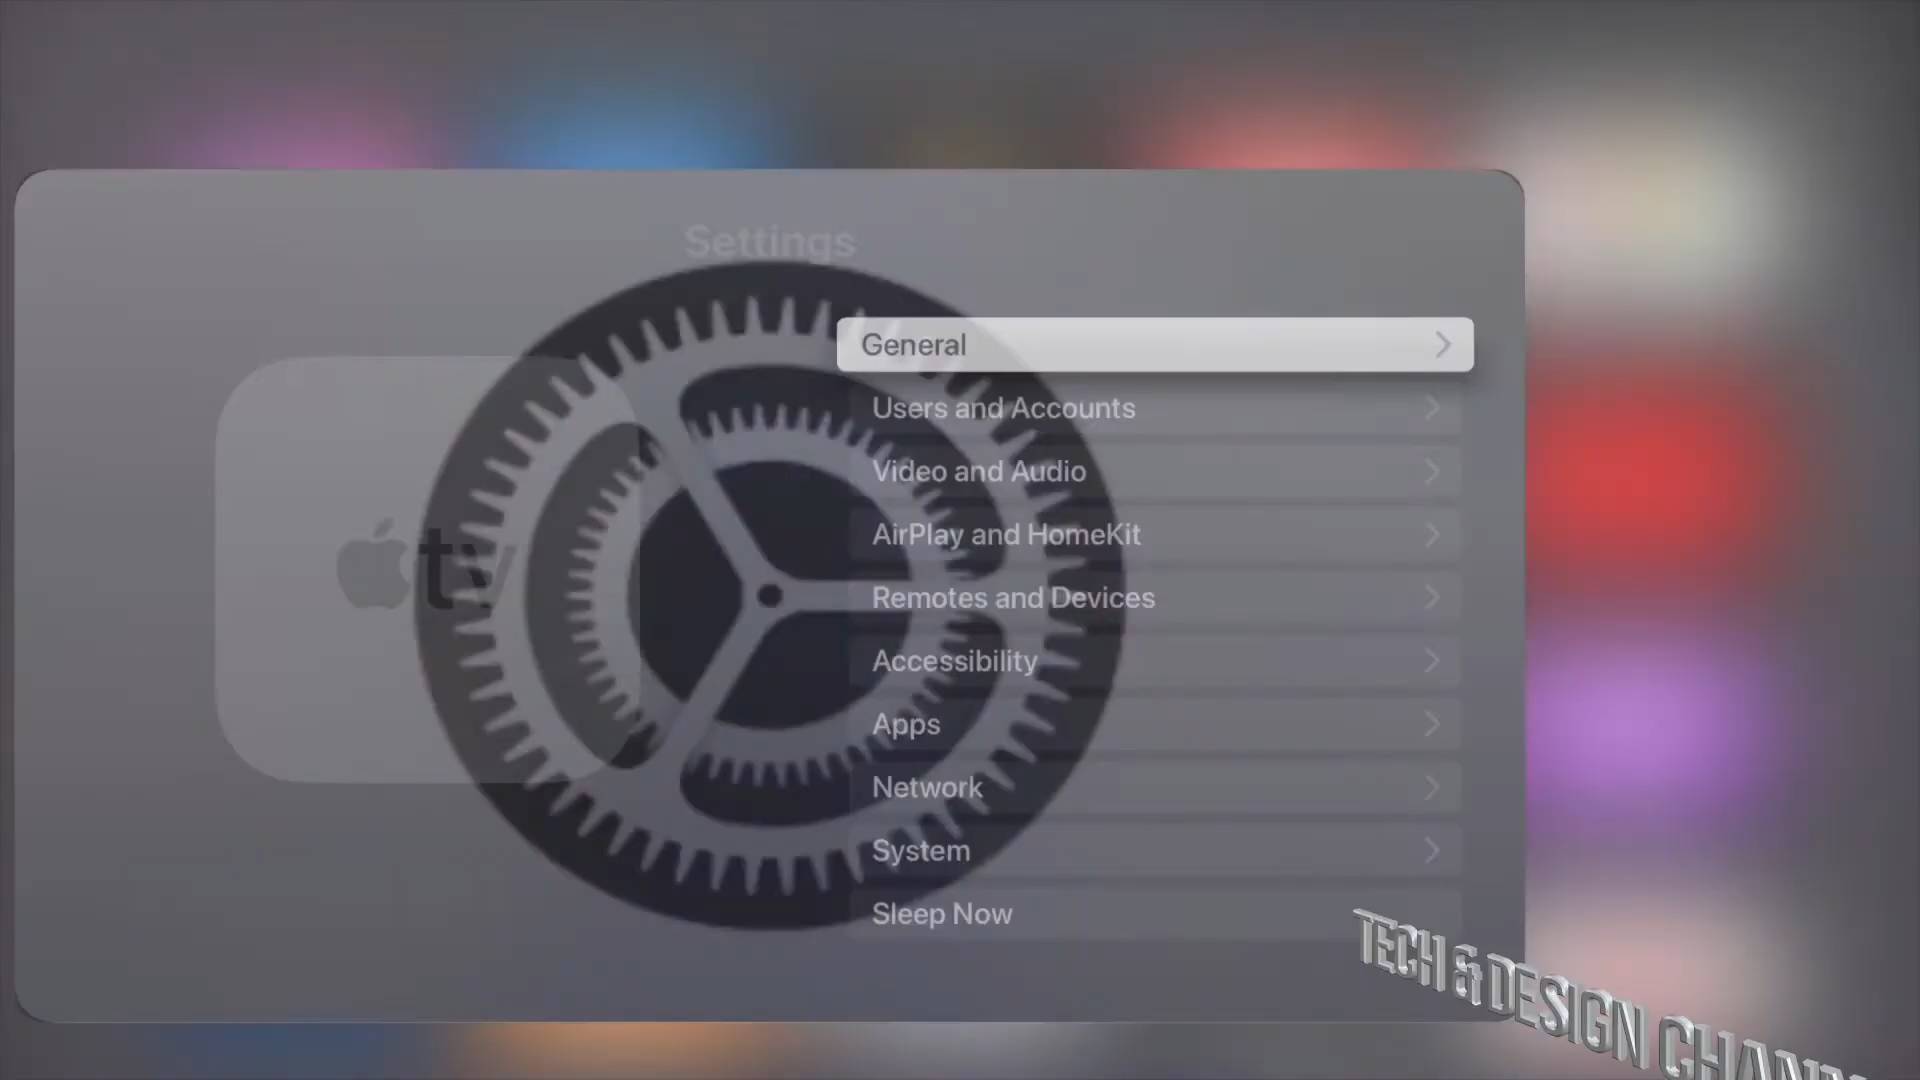 Settings
General
Users and Accounts
Video and Audio
tv
AirPlay and HomeKit
Remotes and Devices
Accessibility
Apps
Network
System
Sleep Now
TECH & DESIGN